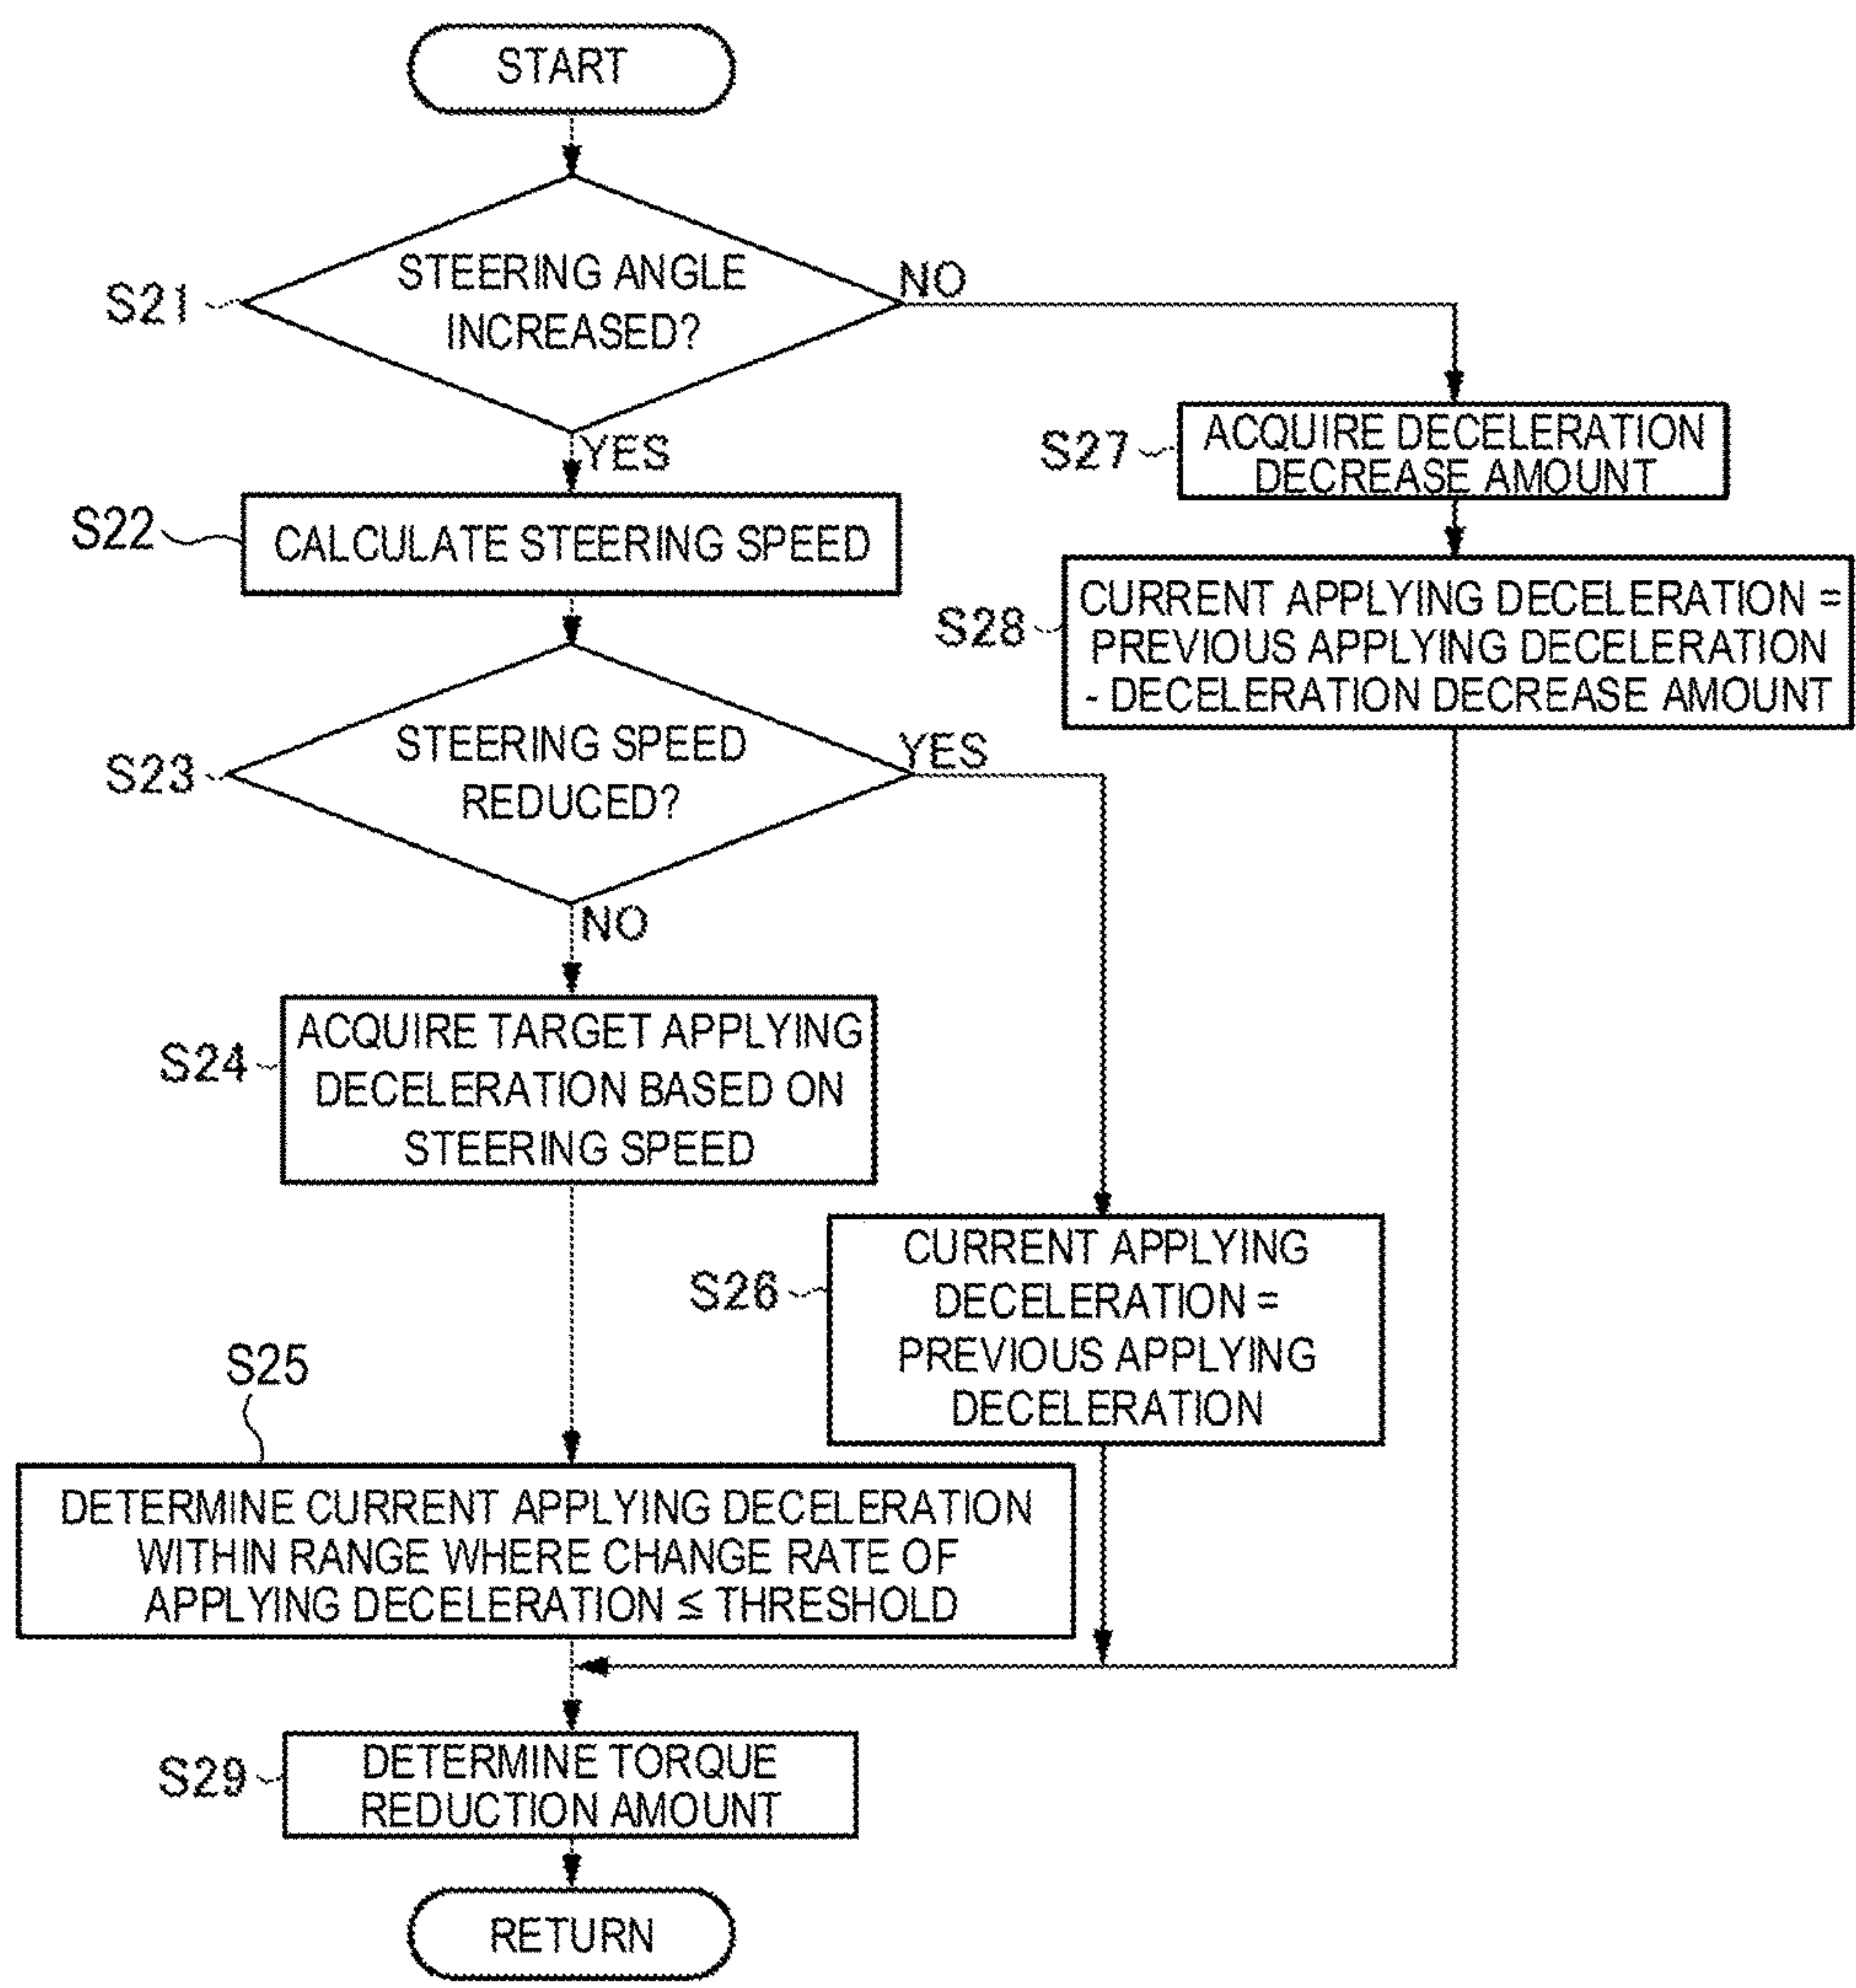 START
S21
STEERING ANGLE
INCREASED?
NO
YES
S27
ACQUIRE DECELERATION
DECREASE AMOUNT
S22
CALCULATE STEERING SPEED
S28
CURRENT APPLYING DECELERATION =
PREVIOUS APPLYING DECELERATION
- DECELERATION DECREASE AMOUNT
S23
STEERING SPEED
REDUCED?
YES
NO
S24
ACQUIRE TARGET APPLYING
DECELERATION BASED ON
STEERING SPEED
S26
CURRENT APPLYING
DECELERATION =
PREVIOUS APPLYING
DECELERATION
S25
DETERMINE CURRENT APPLYING DECELERATION
WITHIN RANGE WHERE CHANGE RATE OF
APPLYING DECELERATION ≤ THRESHOLD
S29
DETERMINE TORQUE
REDUCTION AMOUNT
RETURN